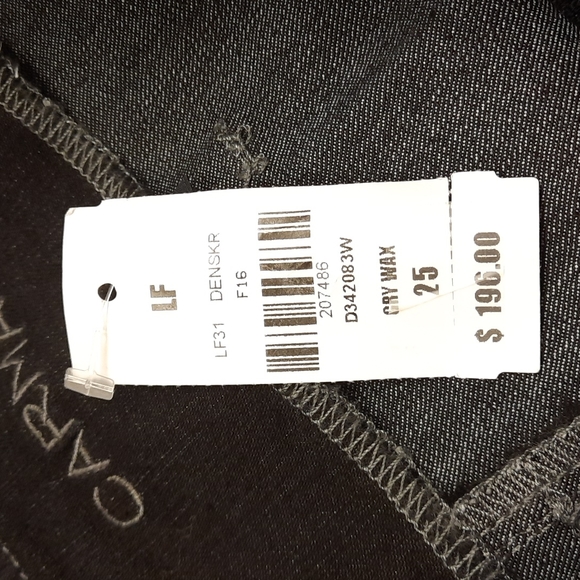 LF
LF31 DENSKR
F16
207486
D342083W
GRY WAX
25
$ 196.00
CARMA